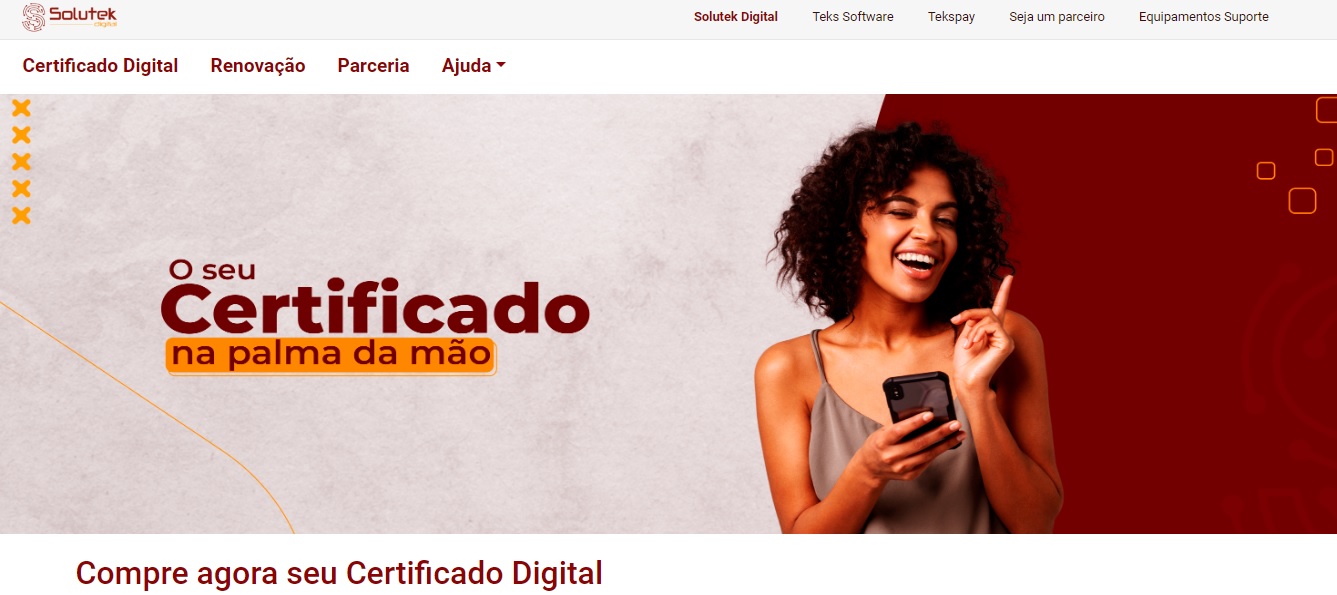 Solutek
digital
Solutek Digital Teks Software Tekspay Seja um parceiro Equipamentos Suporte
Certificado Digital Renovação Parceria Ajuda
O seu
Certificado
na palma da mão
Compre agora seu Certificado Digital